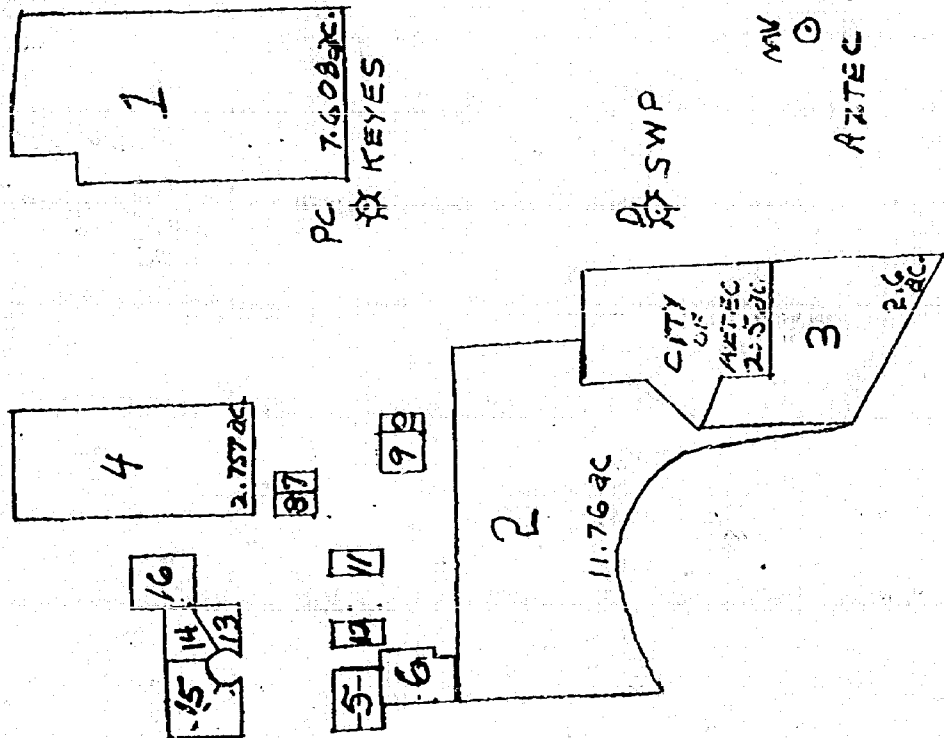 1
7.608 ac.
PC
KEYES
D
SWP
MV
AZTEC
4
2.757 ac.
8 7
9 10
2
11.76 ac
CITY
OF
AZTEC
2.5 ac.
3
2.6
ac.
16
14
13
15
11
12
5
6